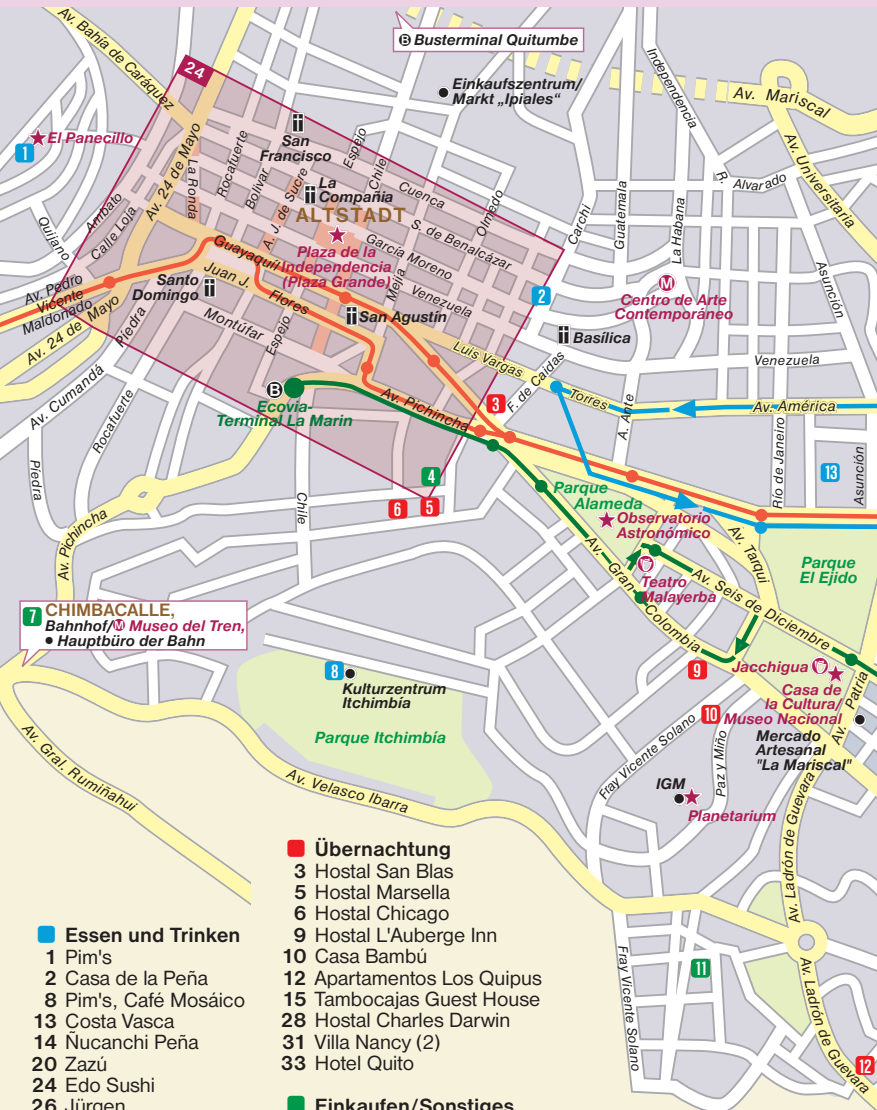 Ⓑ Busterminal Quitumbe
Av. Bahía de Caráquez
24
Einkaufszentrum/
Markt „Ipiales“
Independencia
Av. Mariscal
Av. Universitaria
El Panecillo
1
San
Francisco
Espejo
Chile
Cuenca
Rocafuerte
Bolívar
La Ronda
Av. 24 de Mayo
La
Compañia
A. J. de Sucre
ALTSTADT
Olmedo
R. Alvarado
Guatemala
La Habana
Carchi
Ambato
Calle Loja
Quijano
Plaza de la
Independencia
(Plaza Grande)
S. de Benalcázar
García Moreno
Mejía
Venezuela
Guayaquil
Juan J.
Flores
Santo
Domingo
Av. Pedro
Vicente
Maldonado
Av. 24 de Mayo
Montúfar
Espejo
San Agustín
2
M
Centro de Arte
Contemporáneo
Asunción
Basílica
Luís Vargas
Torres
Venezuela
Piedra
Av. Cumandá
Rocafuerte
B
Ecovía-
Terminal La Marin
Av. Pichincha
3
F. de Caidas
A. Ante
Av. América
Río de Janeiro
13
Asunción
Piedra
Chile
4
6
5
Parque
Alameda
Observatorio
Astronómico
Av. Pichincha
Av. Gran Colombia
Av. Tarqui
Parque
El Ejido
Teatro
Malayerba
Av. Seis de Diciembre
7 CHIMBACALLE,
Bahnhof/Ⓜ Museo del Tren,
• Hauptbüro der Bahn
8
Kulturzentrum
Itchimbía
Parque Itchimbía
9
Jacchigua
Casa de
la Cultura/
Museo Nacional
Av. Patria
10
Mercado
Artesanal
"La Mariscal"
Fray Vicente Solano
Paz y Miño
IGM
Planetarium
Av. Gral. Rumiñahui
Av. Velasco Ibarra
Av. Ladrón de Guevara
11
Fray Vicente Solano
Av. Ladrón de Guevara
12
Essen und Trinken
1 Pim's
2 Casa de la Peña
8 Pim's, Café Mosáico
13 Costa Vasca
14 Ñucanchi Peña
20 Zazú
24 Edo Sushi
26 Jürgen
Übernachtung
3 Hostal San Blas
5 Hostal Marsella
6 Hostal Chicago
9 Hostal L'Auberge Inn
10 Casa Bambú
12 Apartamentos Los Quipus
15 Tambocajas Guest House
28 Hostal Charles Darwin
31 Villa Nancy (2)
33 Hotel Quito
Einkaufen/Sonstiges